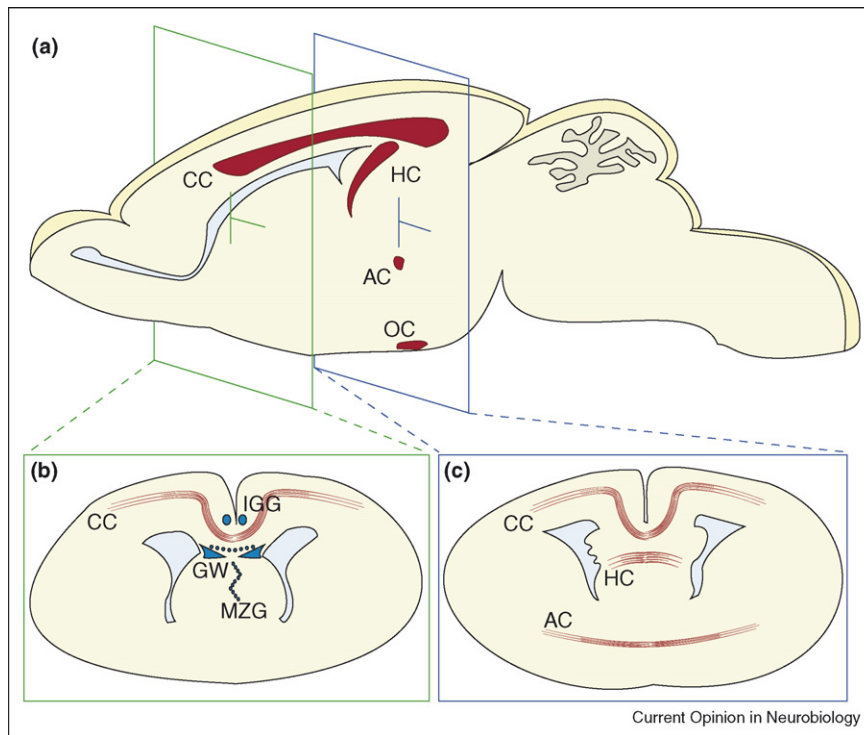 (a)
CC
HC
AC
OC
(b)
IGG
CC
GW
MZG
(c)
CC
HC
AC
Current Opinion in Neurobiology